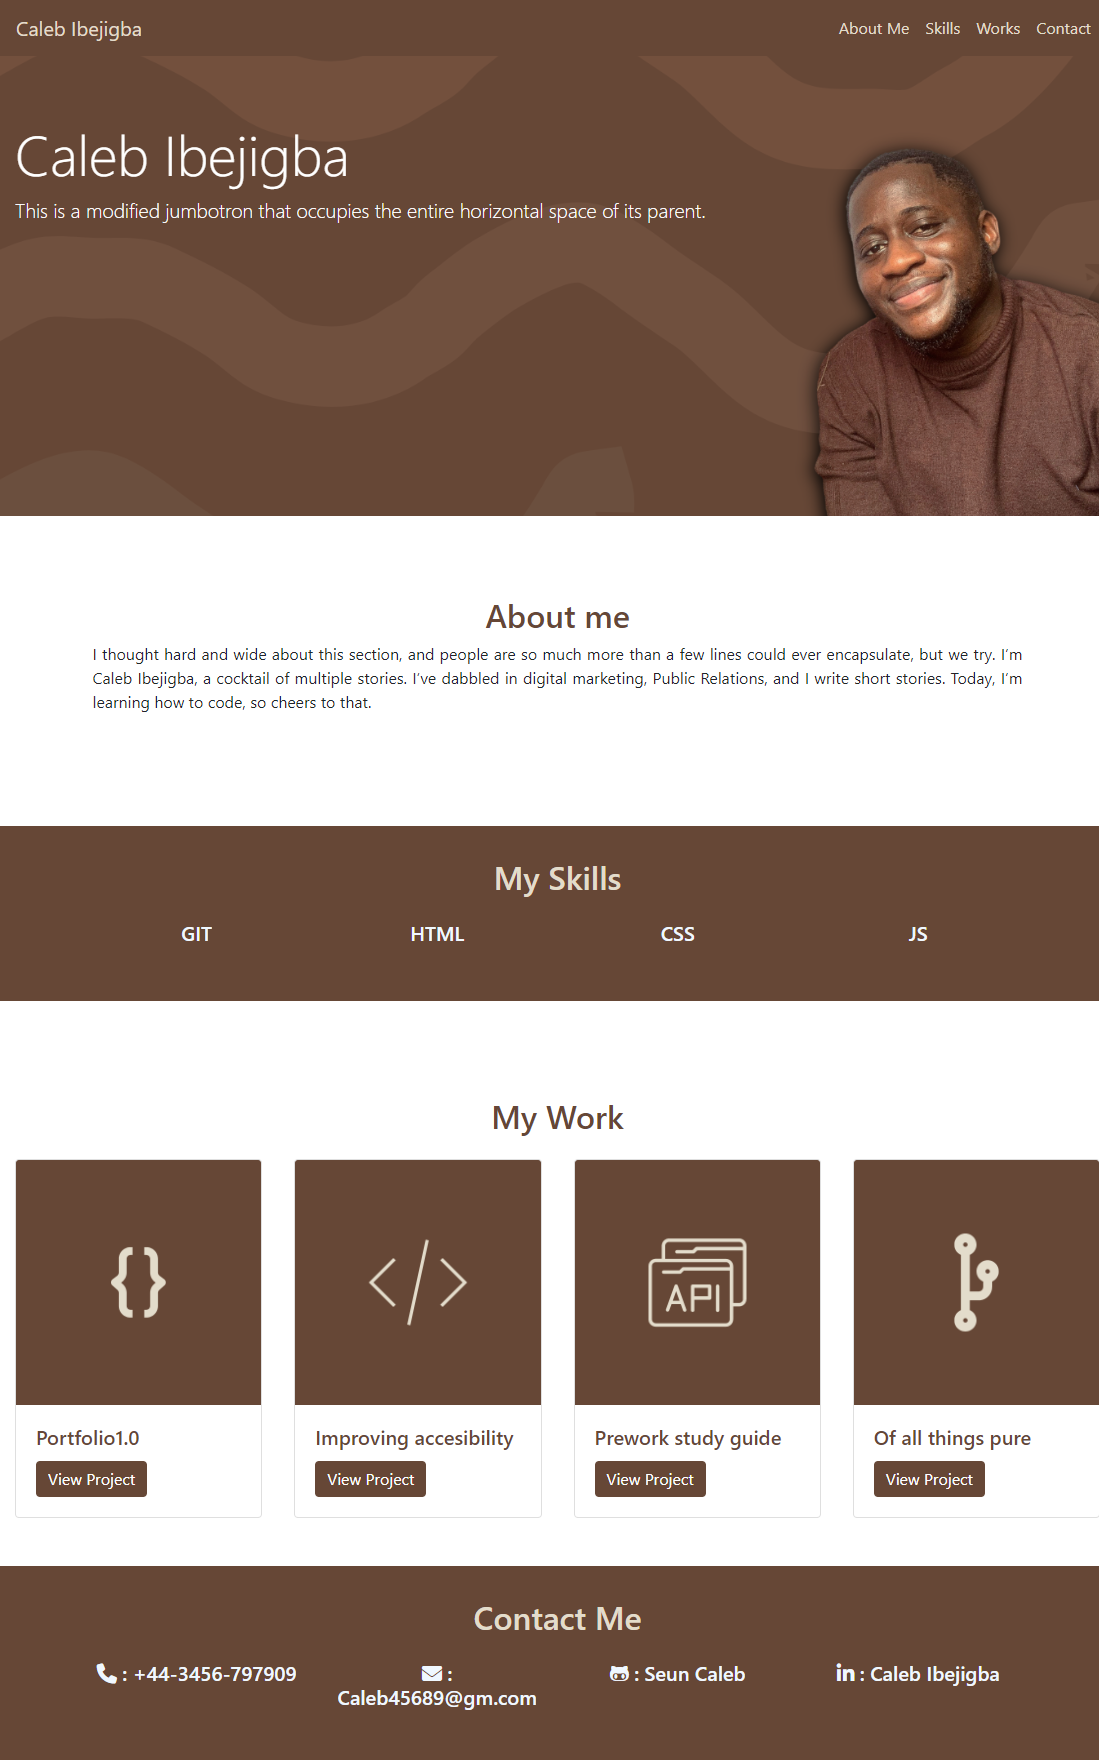 Caleb Ibejigba
About Me Skills Works Contact
Caleb Ibejigba
This is a modified jumbotron that occupies the entire horizontal space of its parent.
About me
I thought hard and wide about this section, and people are so much more than a few lines could ever encapsulate, but we try. I'm
Caleb Ibejigba, a cocktail of multiple stories. I've dabbled in digital marketing, Public Relations, and I write short stories. Today, I'm
learning how to code, so cheers to that.
My Skills
GIT HTML CSS JS
My Work
{}
</>
API
Portfolio1.0
View Project
Improving accesibility
View Project
Prework study guide
View Project
Of all things pure
View Project
Contact Me
: +44-3456-797909
:
Caleb45689@gm.com
: Seun Caleb
in : Caleb Ibejigba